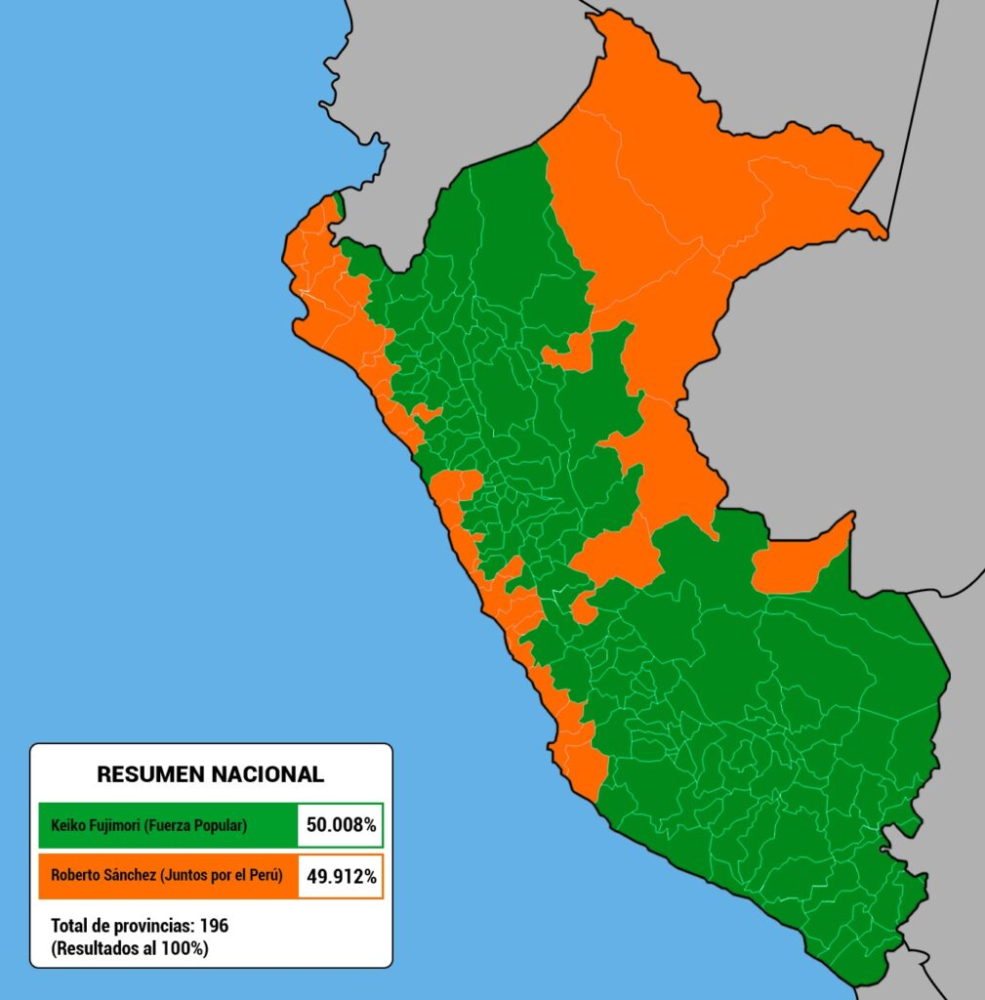 RESUMEN NACIONAL
Keiko Fujimori (Fuerza Popular) 50.008%
Roberto Sánchez (Juntos por el Perú) 49.912%
Total de provincias: 196
(Resultados al 100%)